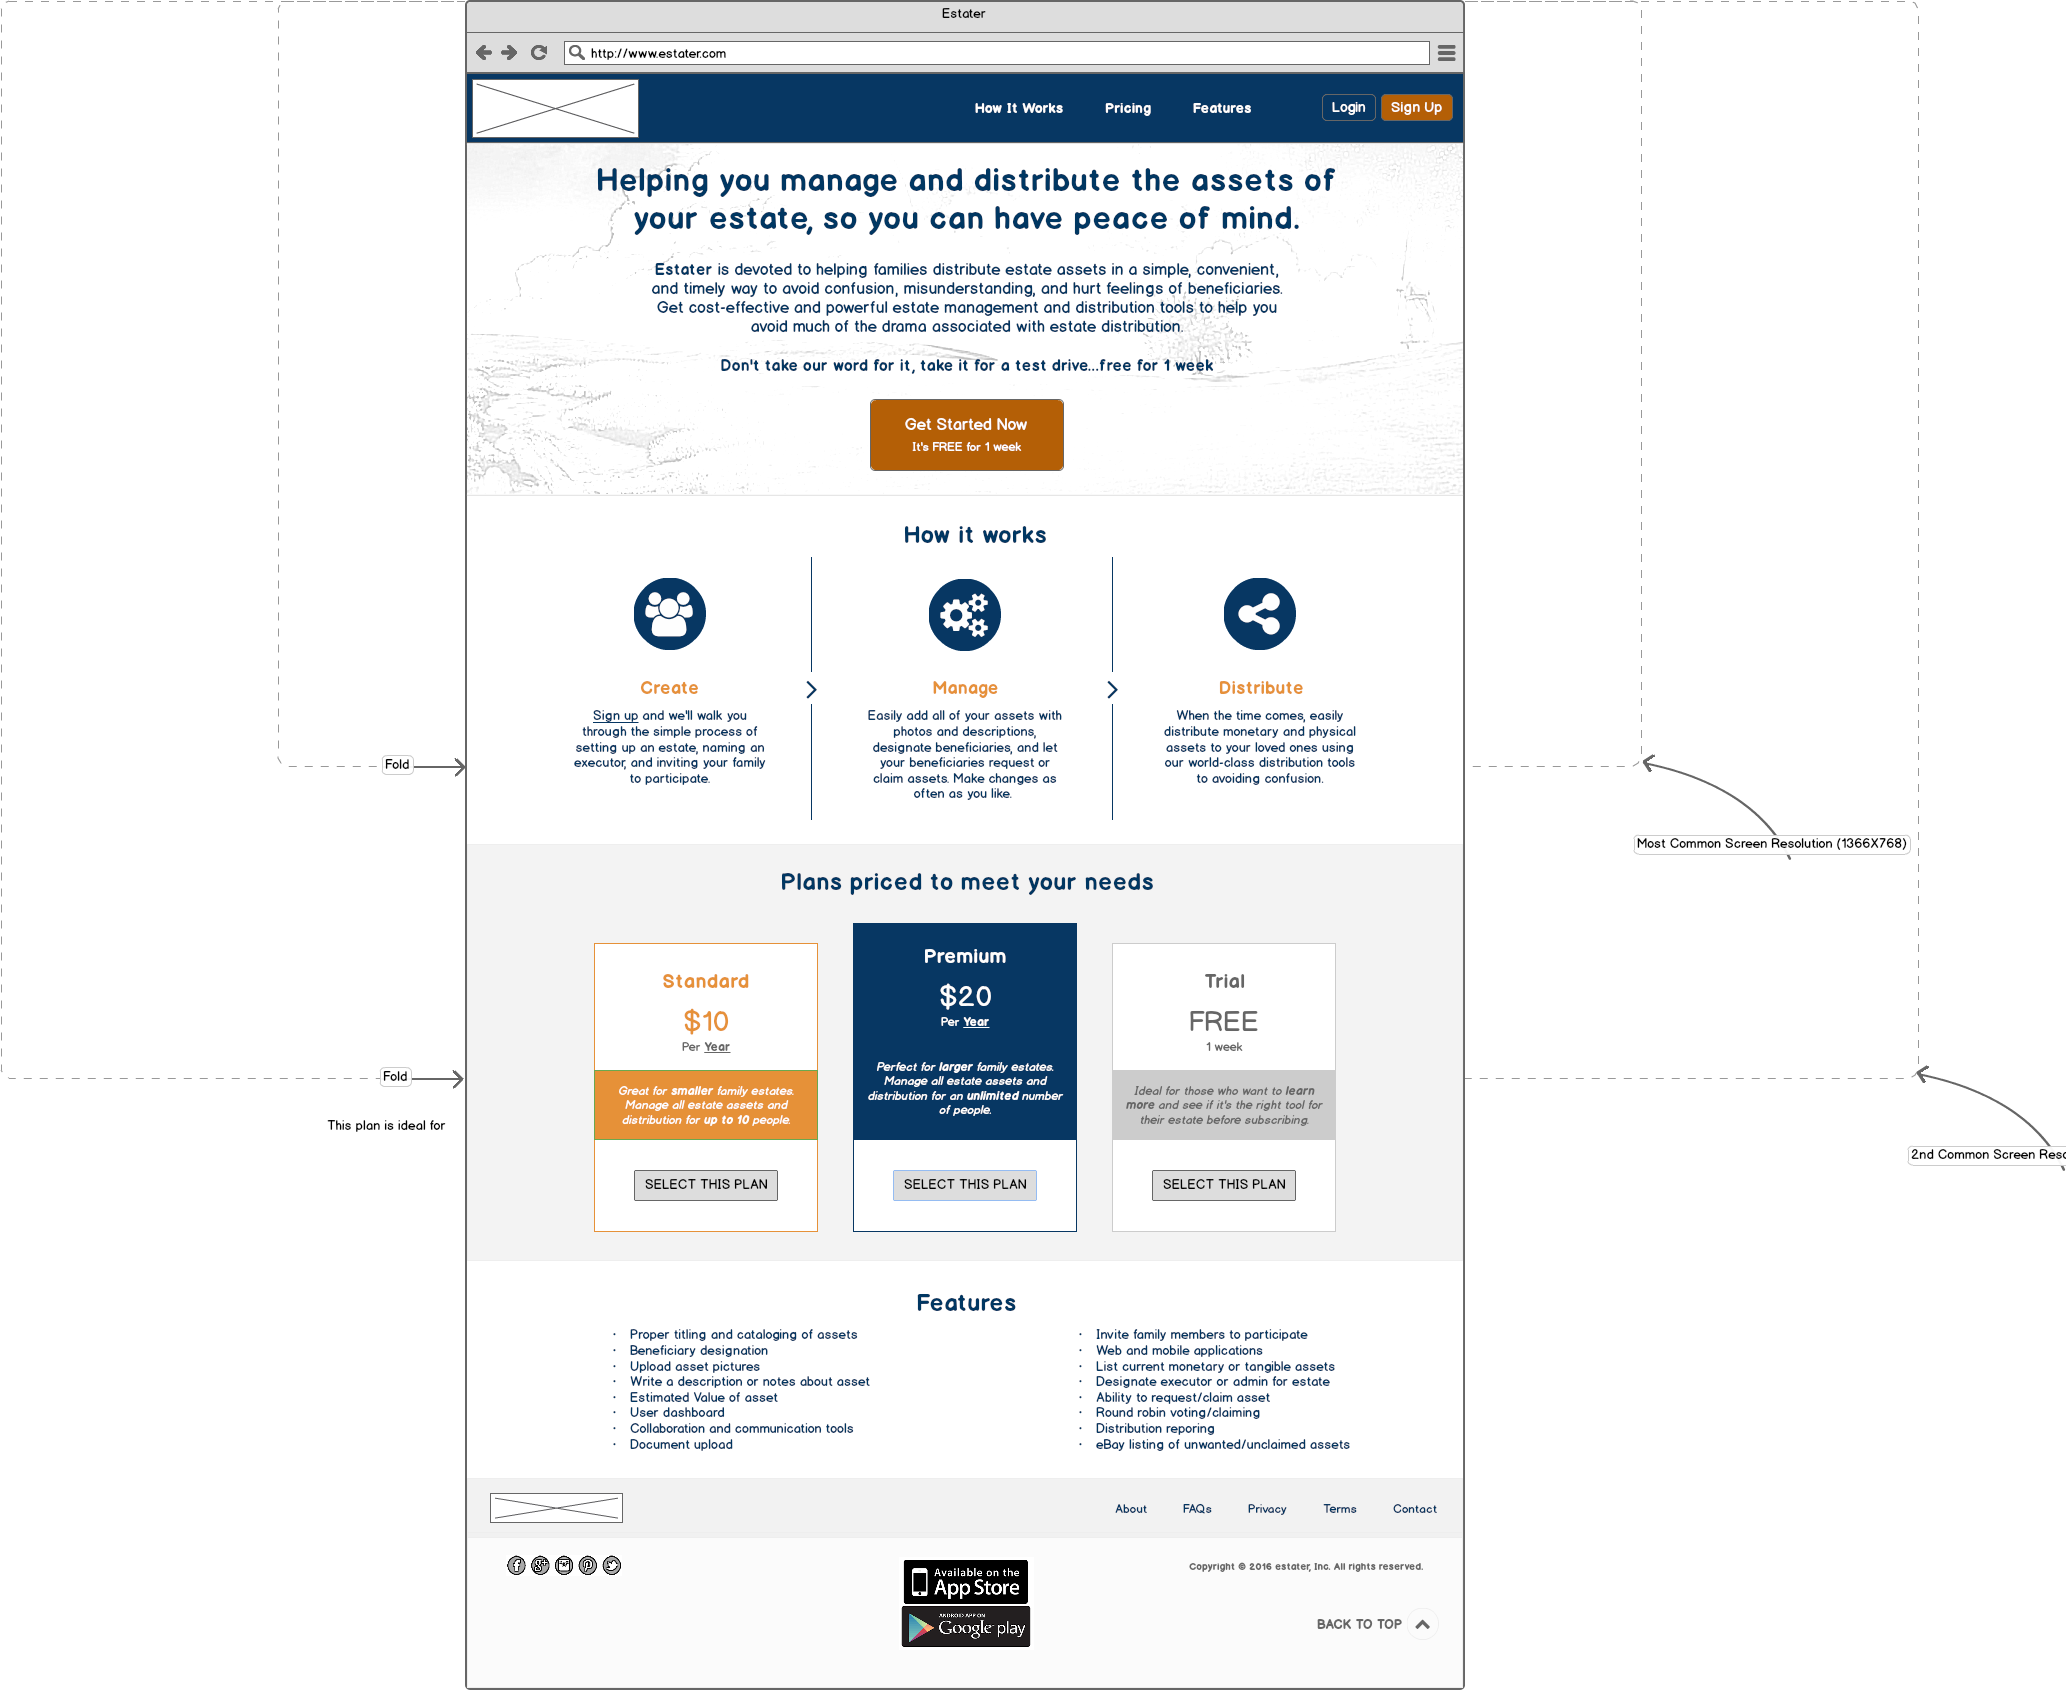 Estater
http://www.estater.com
How It Works
Pricing
Features
Login
Sign Up
Helping you manage and distribute the assets of
your estate, so you can have peace of mind.
Estater is devoted to helping families distribute estate assets in a simple, convenient,
and timely way to avoid confusion, misunderstanding, and hurt feelings of beneficiaries.
Get cost-effective and powerful estate management and distribution tools to help you
avoid much of the drama associated with estate distribution.
Don't take our word for it, take it for a test drive...free for 1 week
Get Started Now
It's FREE for 1 week
How it works
Create
Sign up and we'll walk you
through the simple process of
setting up an estate, naming an
executor, and inviting your family
to participate.
Manage
Easily add all of your assets with
photos and descriptions,
designate beneficiaries, and let
your beneficiaries request or
claim assets. Make changes as
often as you like.
Distribute
When the time comes, easily
distribute monetary and physical
assets to your loved ones using
our world-class distribution tools
to avoiding confusion.
Fold
Most Common Screen Resolution (1366X768)
Plans priced to meet your needs
Standard
$10
Per Year
Great for smaller family estates.
Manage all estate assets and
distribution for up to 10 people.
SELECT THIS PLAN
Premium
$20
Per Year
Perfect for larger family estates.
Manage all estate assets and
distribution for an unlimited number
of people.
SELECT THIS PLAN
Trial
FREE
1 week
Ideal for those who want to learn
more and see if it's the right tool for
their estate before subscribing.
SELECT THIS PLAN
Fold
This plan is ideal for
2nd Common Screen Reso
Features
· Proper titling and cataloging of assets
· Beneficiary designation
· Upload asset pictures
· Write a description or notes about asset
· Estimated Value of asset
· User dashboard
· Collaboration and communication tools
· Document upload
· Invite family members to participate
· Web and mobile applications
· List current monetary or tangible assets
· Designate executor or admin for estate
· Ability to request/claim asset
· Round robin voting/claiming
· Distribution reporing
· eBay listing of unwanted/unclaimed assets
About
FAQs
Privacy
Terms
Contact
Available on the
App Store
ANDROID APP ON
Google play
Copyright © 2016 estater, Inc. All rights reserved.
BACK TO TOP